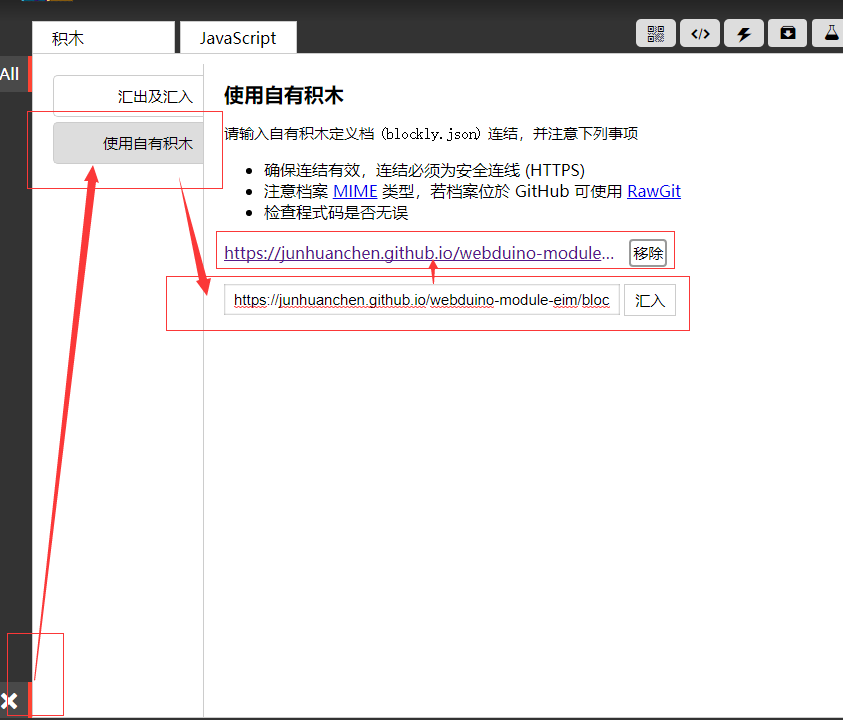 积木
JavaScript
</>
All
汇出及汇入
使用自有积木
使用自有积木
请输入自有积木定义档 (blockly.json) 连结，并注意下列事项
确保连结有效，连结必须为安全连线 (HTTPS)
注意档案 MIME 类型，若档案位於 GitHub 可使用 RawGit
检查程式码是否无误
https://junhuanchen.github.io/webduino-module...
移除
https://junhuanchen.github.io/webduino-module-eim/bloc
汇入